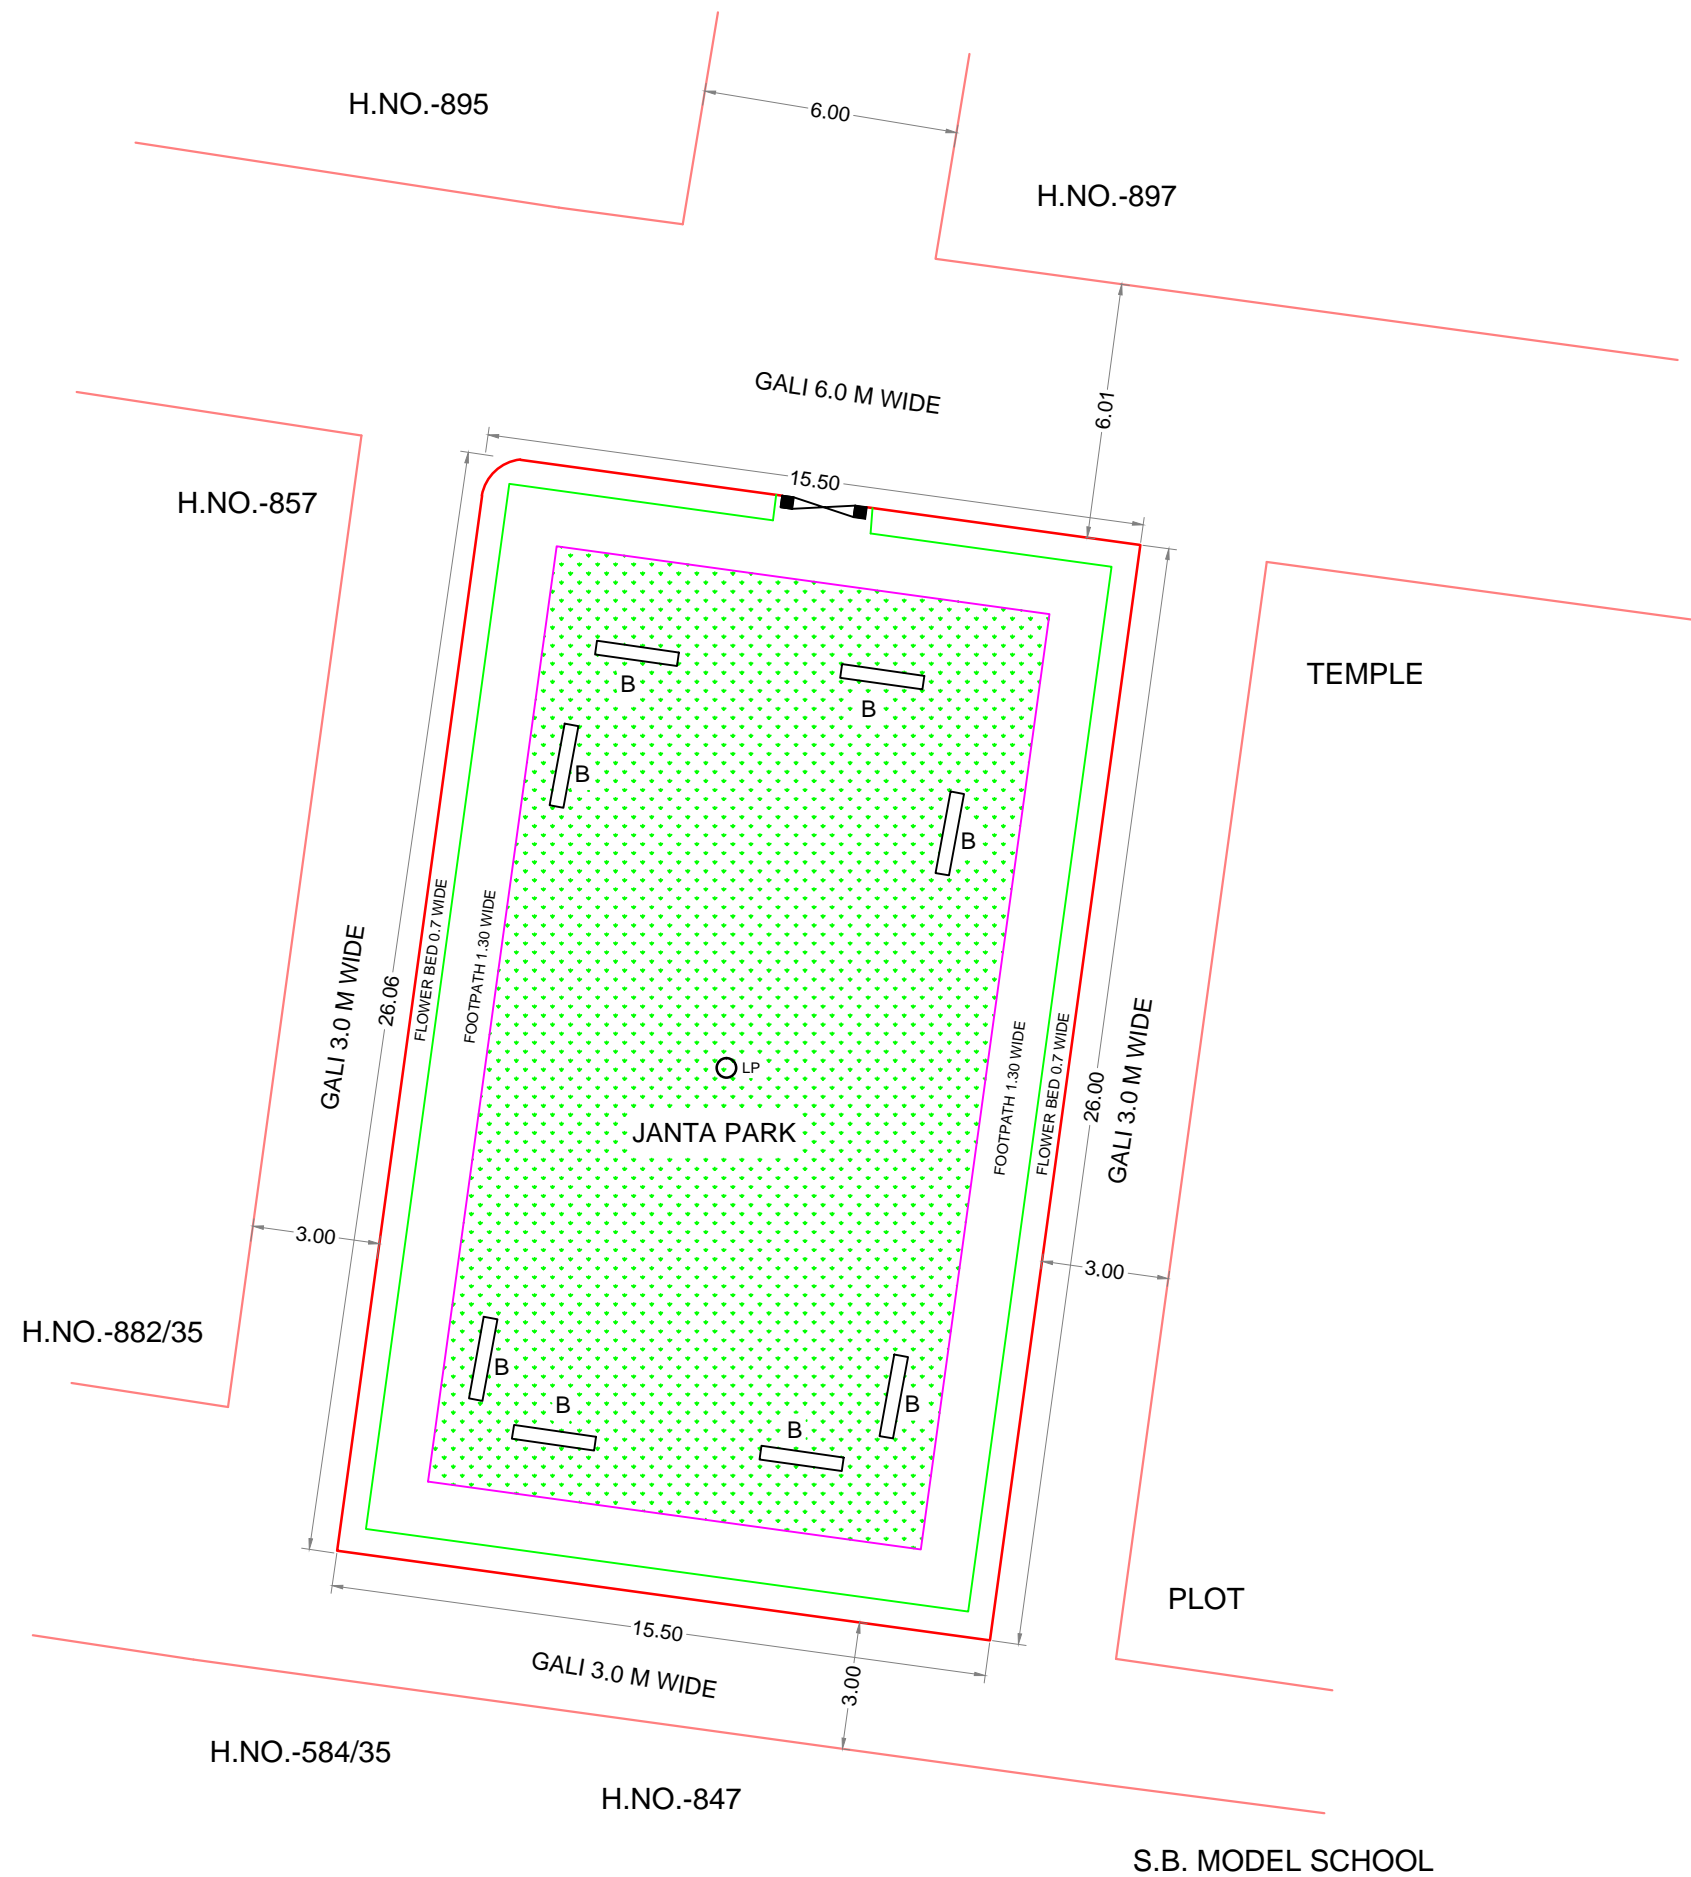 H.NO.-895
6.00
H.NO.-897
GALI 6.0 M WIDE
6.01
15.50
H.NO.-857
TEMPLE
B
B
B
B
FLOWER BED 0.7 WIDE
FOOTPATH 1.30 WIDE
26.06
GALI 3.0 M WIDE
LP
JANTA PARK
FOOTPATH 1.30 WIDE
FLOWER BED 0.7 WIDE
26.00
GALI 3.0 M WIDE
3.00
3.00
H.NO.-882/35
B
B
B
B
PLOT
15.50
GALI 3.0 M WIDE
3.00
H.NO.-584/35
H.NO.-847
S.B. MODEL SCHOOL